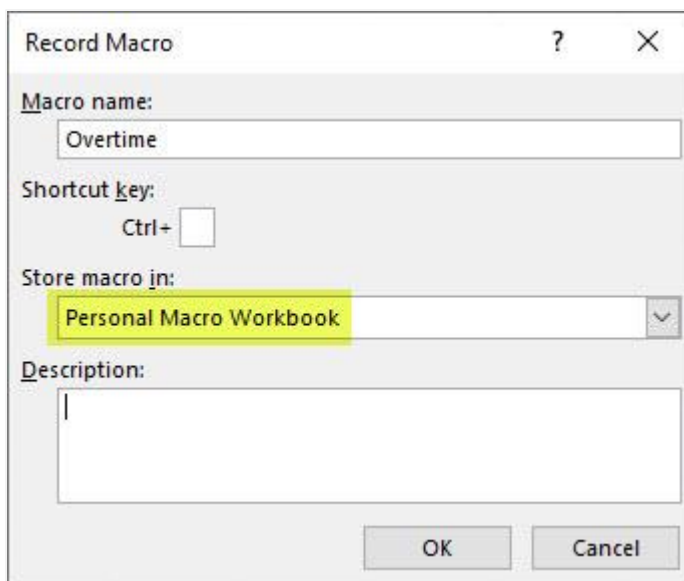 Record Macro ?
Macro name:
Overtime
Shortcut key:
Ctrl+
Store macro in:
Personal Macro Workbook
Description:
OK Cancel